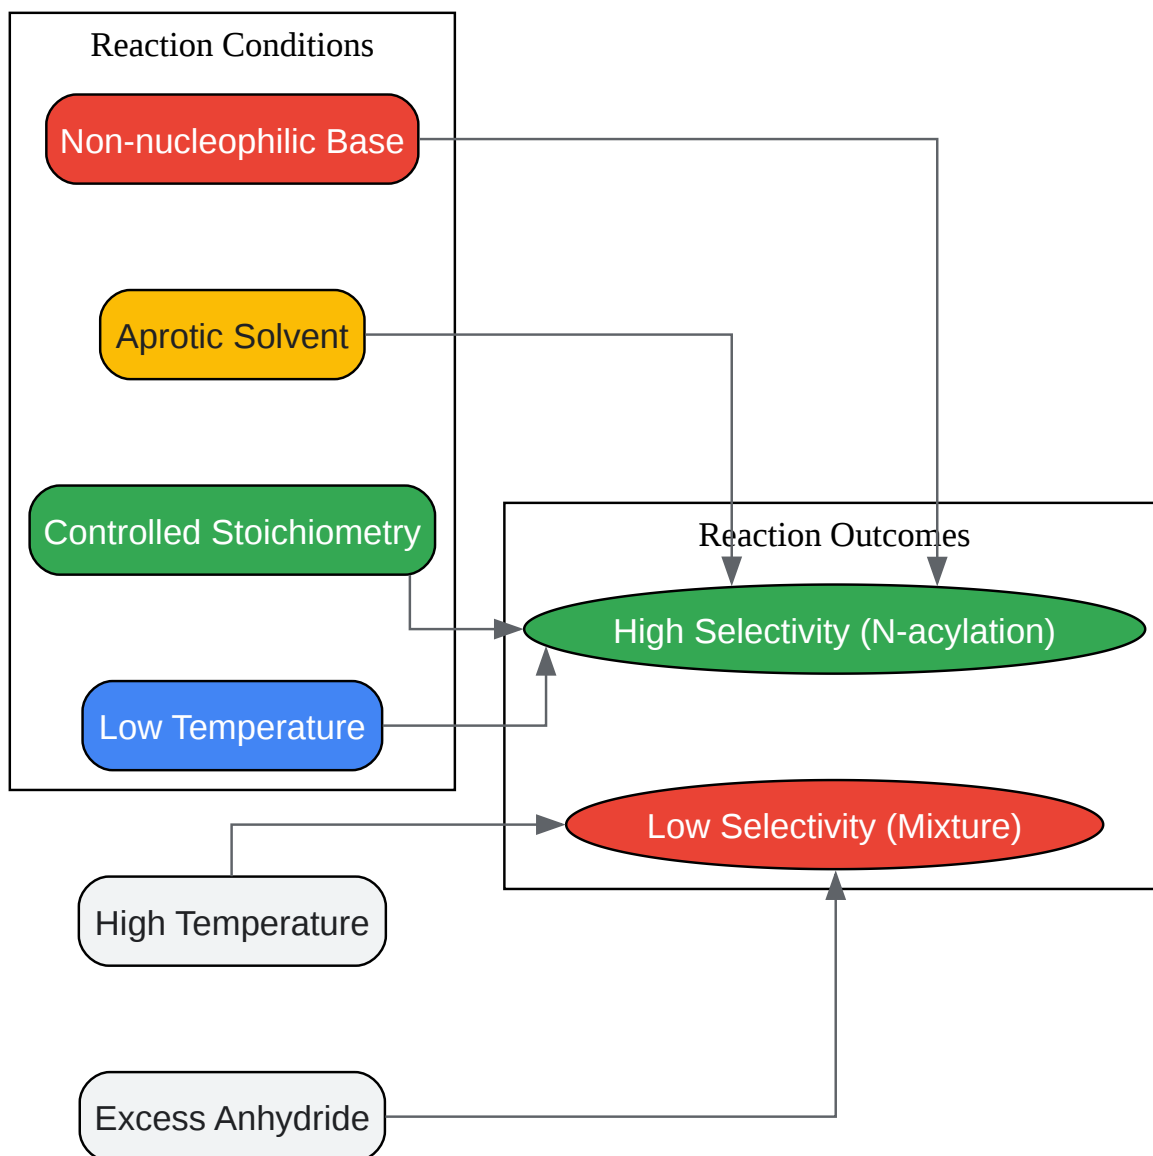 Reaction Conditions
Non-nucleophilic Base
Aprotic Solvent
Controlled Stoichiometry
Low Temperature
Reaction Outcomes
High Selectivity (N-acylation)
Low Selectivity (Mixture)
High Temperature
Excess Anhydride